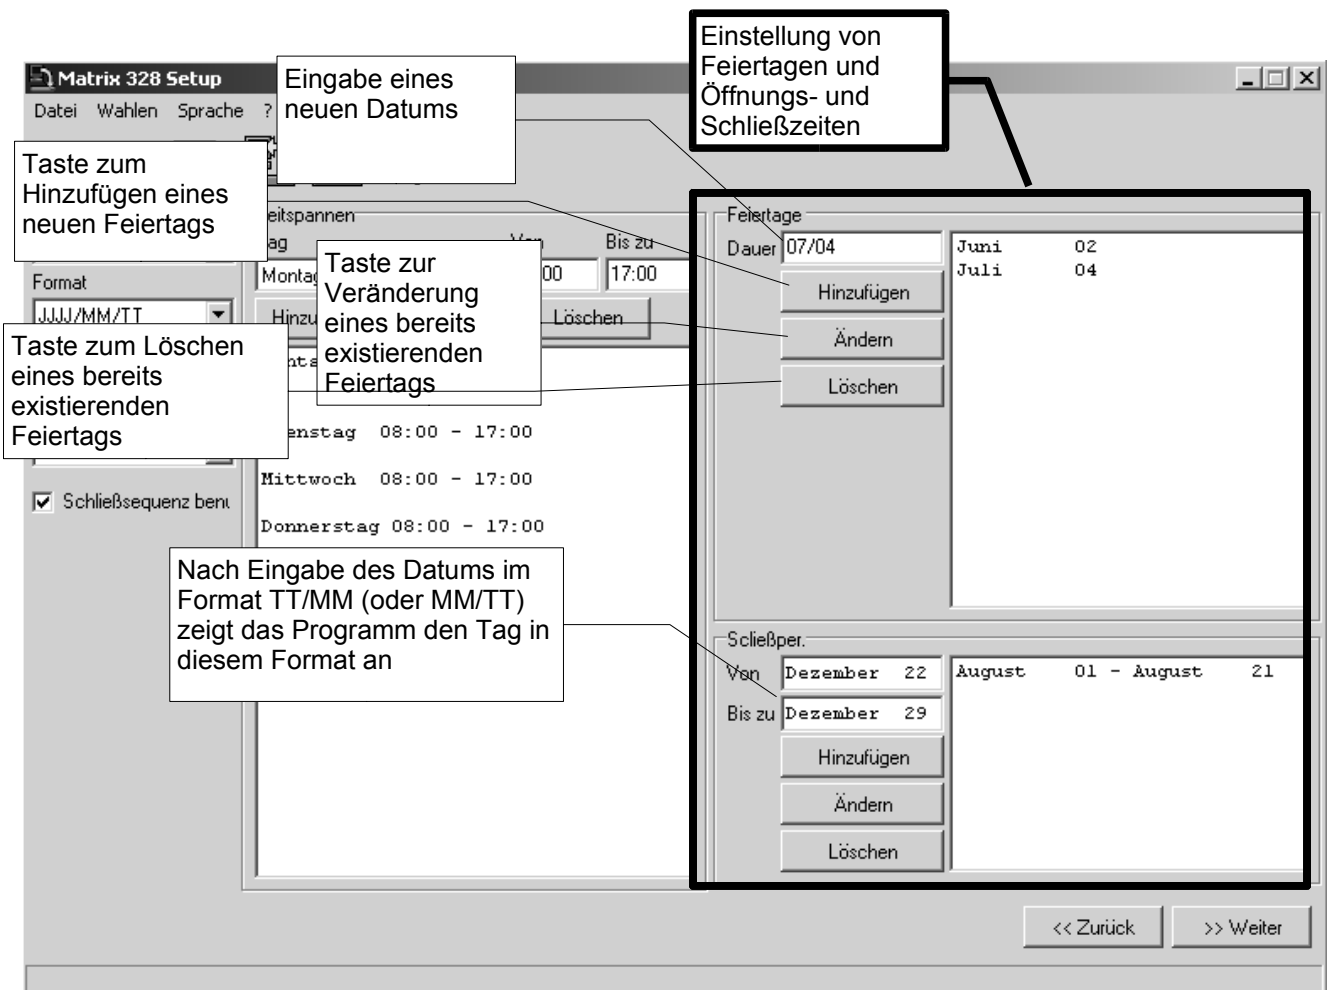 Einstellung von
Feiertagen und
Öffnungs- und
Schließzeiten
Matrix 328 Setup
Eingabe eines
neuen Datums
Datei Wahlen Sprache ?
Taste zum
Hinzufügen eines
neuen Feiertags
eitspannen
Bis zu
17:00
Taste zur
Veränderung
eines bereits
existierenden
Feiertags
Format
JJJJ/MM/TT
Löschen
Taste zum Löschen
eines bereits
existierenden
Feiertags
enstag 08:00 - 17:00
Mittwoch 08:00 - 17:00
Donnerstag 08:00 - 17:00
Schließsequenz benu
Nach Eingabe des Datums im
Format TT/MM (oder MM/TT)
zeigt das Programm den Tag in
diesem Format an
Feiertage
Dauer 07/04
Hinzufügen
Ändern
Löschen
Juni 02
Juli 04
Scließper.
Von Dezember 22
Bis zu Dezember 29
Hinzufügen
Ändern
Löschen
August 01 - August 21
<< Zurück >> Weiter